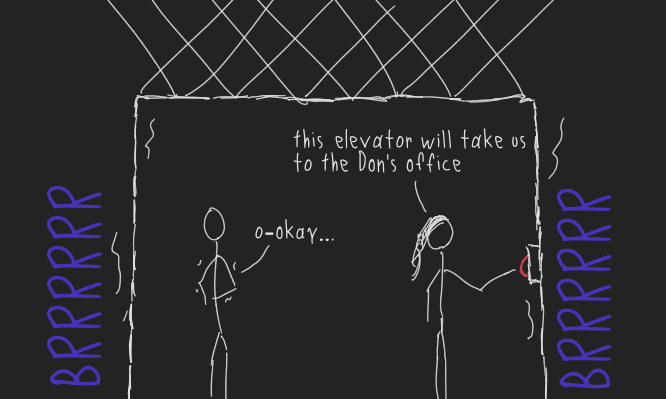 this elevator will take us
to the Don's office
o-okay...
BRRRRRR
BRRRRRR